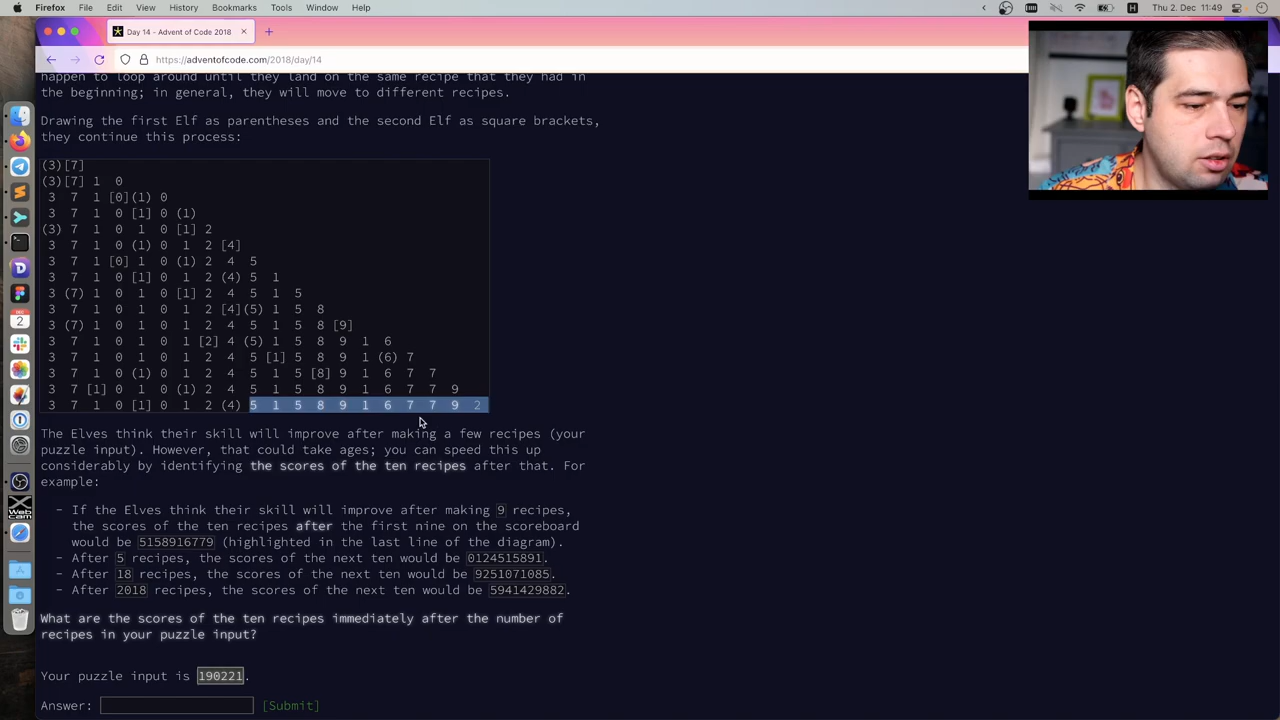 Firefox File Edit View History Bookmarks Tools Window Help
Thu 2. Dec 11:49
Day 14 - Advent of Code 2018
https://adventofcode.com/2018/day/14
happen to loop around until they land on the same recipe that they had in
the beginning; in general, they will move to different recipes.
Drawing the first Elf as parentheses and the second Elf as square brackets,
they continue this process:
(3)[7]
(3)[7] 1 0
3 7 1 [0](1) 0
3 7 1 0 [1] 0 (1)
(3) 7 1 0 1 0 [1] 2
3 7 1 0 (1) 0 1 2 [4]
3 7 1 [0] 1 0 (1) 2 4 5
3 7 1 0 [1] 0 1 2 (4) 5 1
3 (7) 1 0 1 0 [1] 2 4 5 1 5
3 7 1 0 1 0 1 2 [4](5) 1 5 8
3 (7) 1 0 1 0 1 2 4 5 1 5 8 [9]
3 7 1 0 1 0 1 [2] 4 (5) 1 5 8 9 1 6
3 7 1 0 1 0 1 2 4 5 [1] 5 8 9 1 (6) 7
3 7 1 0 (1) 0 1 2 4 5 1 5 [8] 9 1 6 7 7
3 7 [1] 0 1 0 (1) 2 4 5 1 5 8 9 1 6 7 7 9
3 7 1 0 [1] 0 1 2 (4) 5 1 5 8 9 1 6 7 7 9 2
The Elves think their skill will improve after making a few recipes (your
puzzle input). However, that could take ages; you can speed this up
considerably by identifying the scores of the ten recipes after that. For
example:
- If the Elves think their skill will improve after making 9 recipes,
the scores of the ten recipes after the first nine on the scoreboard
would be 5158916779 (highlighted in the last line of the diagram).
- After 5 recipes, the scores of the next ten would be 0124515891.
- After 18 recipes, the scores of the next ten would be 9251071085.
- After 2018 recipes, the scores of the next ten would be 5941429882.
What are the scores of the ten recipes immediately after the number of
recipes in your puzzle input?
Your puzzle input is 190221.
Answer: [Submit]